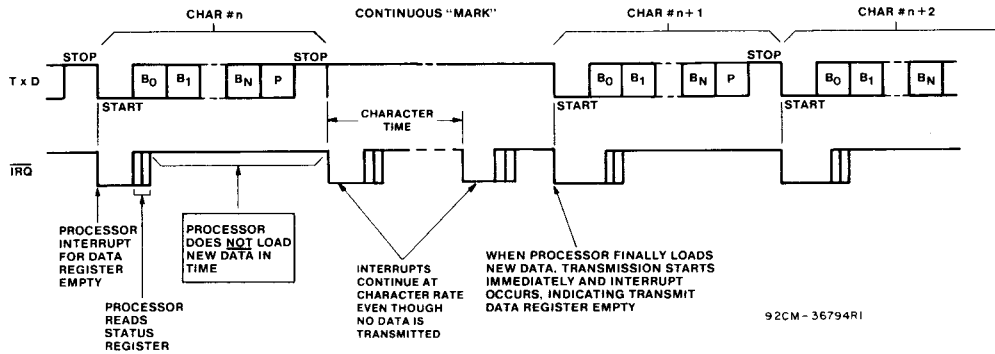 CHAR #n
CONTINUOUS "MARK"
CHAR #n+1
CHAR #n+2
STOP
STOP
STOP
T x D
B0
B1
BN
P
B0
B1
BN
P
B0
B1
BN
START
START
START
CHARACTER
TIME
IRQ
PROCESSOR
INTERRUPT
FOR DATA
REGISTER
EMPTY
PROCESSOR
READS
STATUS
REGISTER
PROCESSOR
DOES NOT LOAD
NEW DATA IN
TIME
INTERRUPTS
CONTINUE AT
CHARACTER RATE
EVEN THOUGH
NO DATA IS
TRANSMITTED
WHEN PROCESSOR FINALLY LOADS
NEW DATA, TRANSMISSION STARTS
IMMEDIATELY AND INTERRUPT
OCCURS, INDICATING TRANSMIT
DATA REGISTER EMPTY
92CM-36794RI